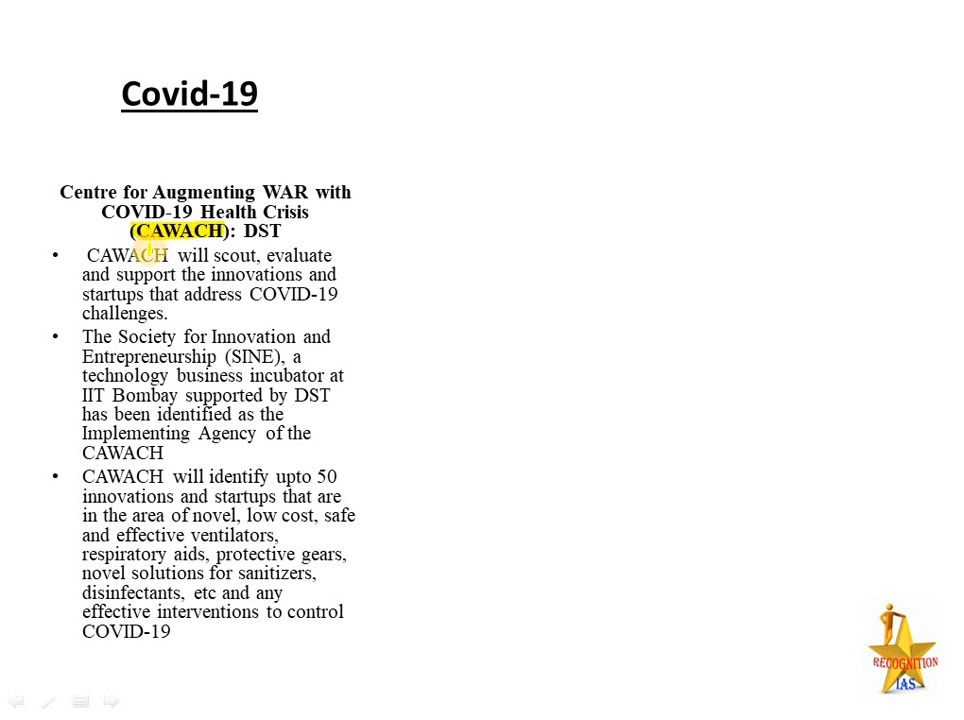 Covid-19
Centre for Augmenting WAR with
COVID-19 Health Crisis
(CAWACH): DST
• CAWACH will scout, evaluate
and support the innovations and
startups that address COVID-19
challenges.
• The Society for Innovation and
Entrepreneurship (SINE), a
technology business incubator at
IIT Bombay supported by DST
has been identified as the
Implementing Agency of the
CAWACH
• CAWACH will identify upto 50
innovations and startups that are
in the area of novel, low cost, safe
and effective ventilators,
respiratory aids, protective gears,
novel solutions for sanitizers,
disinfectants, etc and any
effective interventions to control
COVID-19
RECOGNITION
IAS